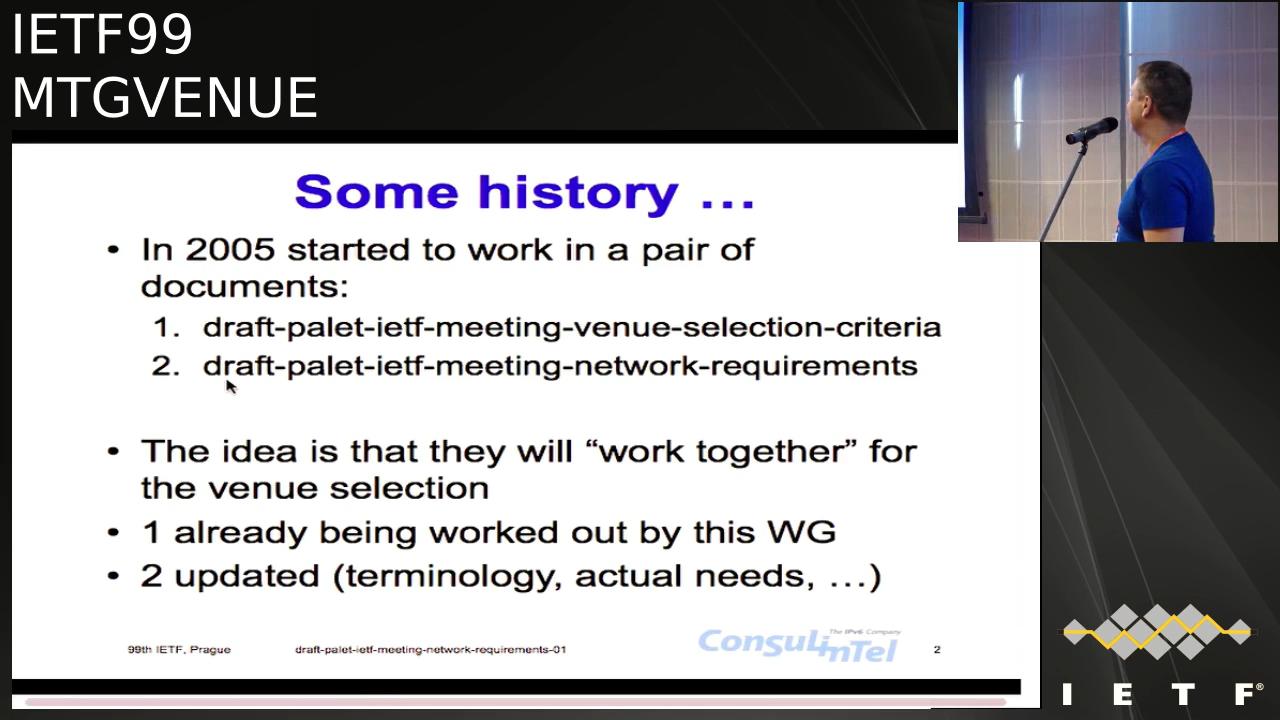 IETF99
MTGVENUE
Some history …
• In 2005 started to work in a pair of
documents:
1. draft-palet-ietf-meeting-venue-selection-criteria
2. draft-palet-ietf-meeting-network-requirements
• The idea is that they will “work together” for
the venue selection
• 1 already being worked out by this WG
• 2 updated (terminology, actual needs, …)
99th IETF, Prague
draft-palet-ietf-meeting-network-requirements-01
The IPv6 Company
Consulintel
2
I E T F®